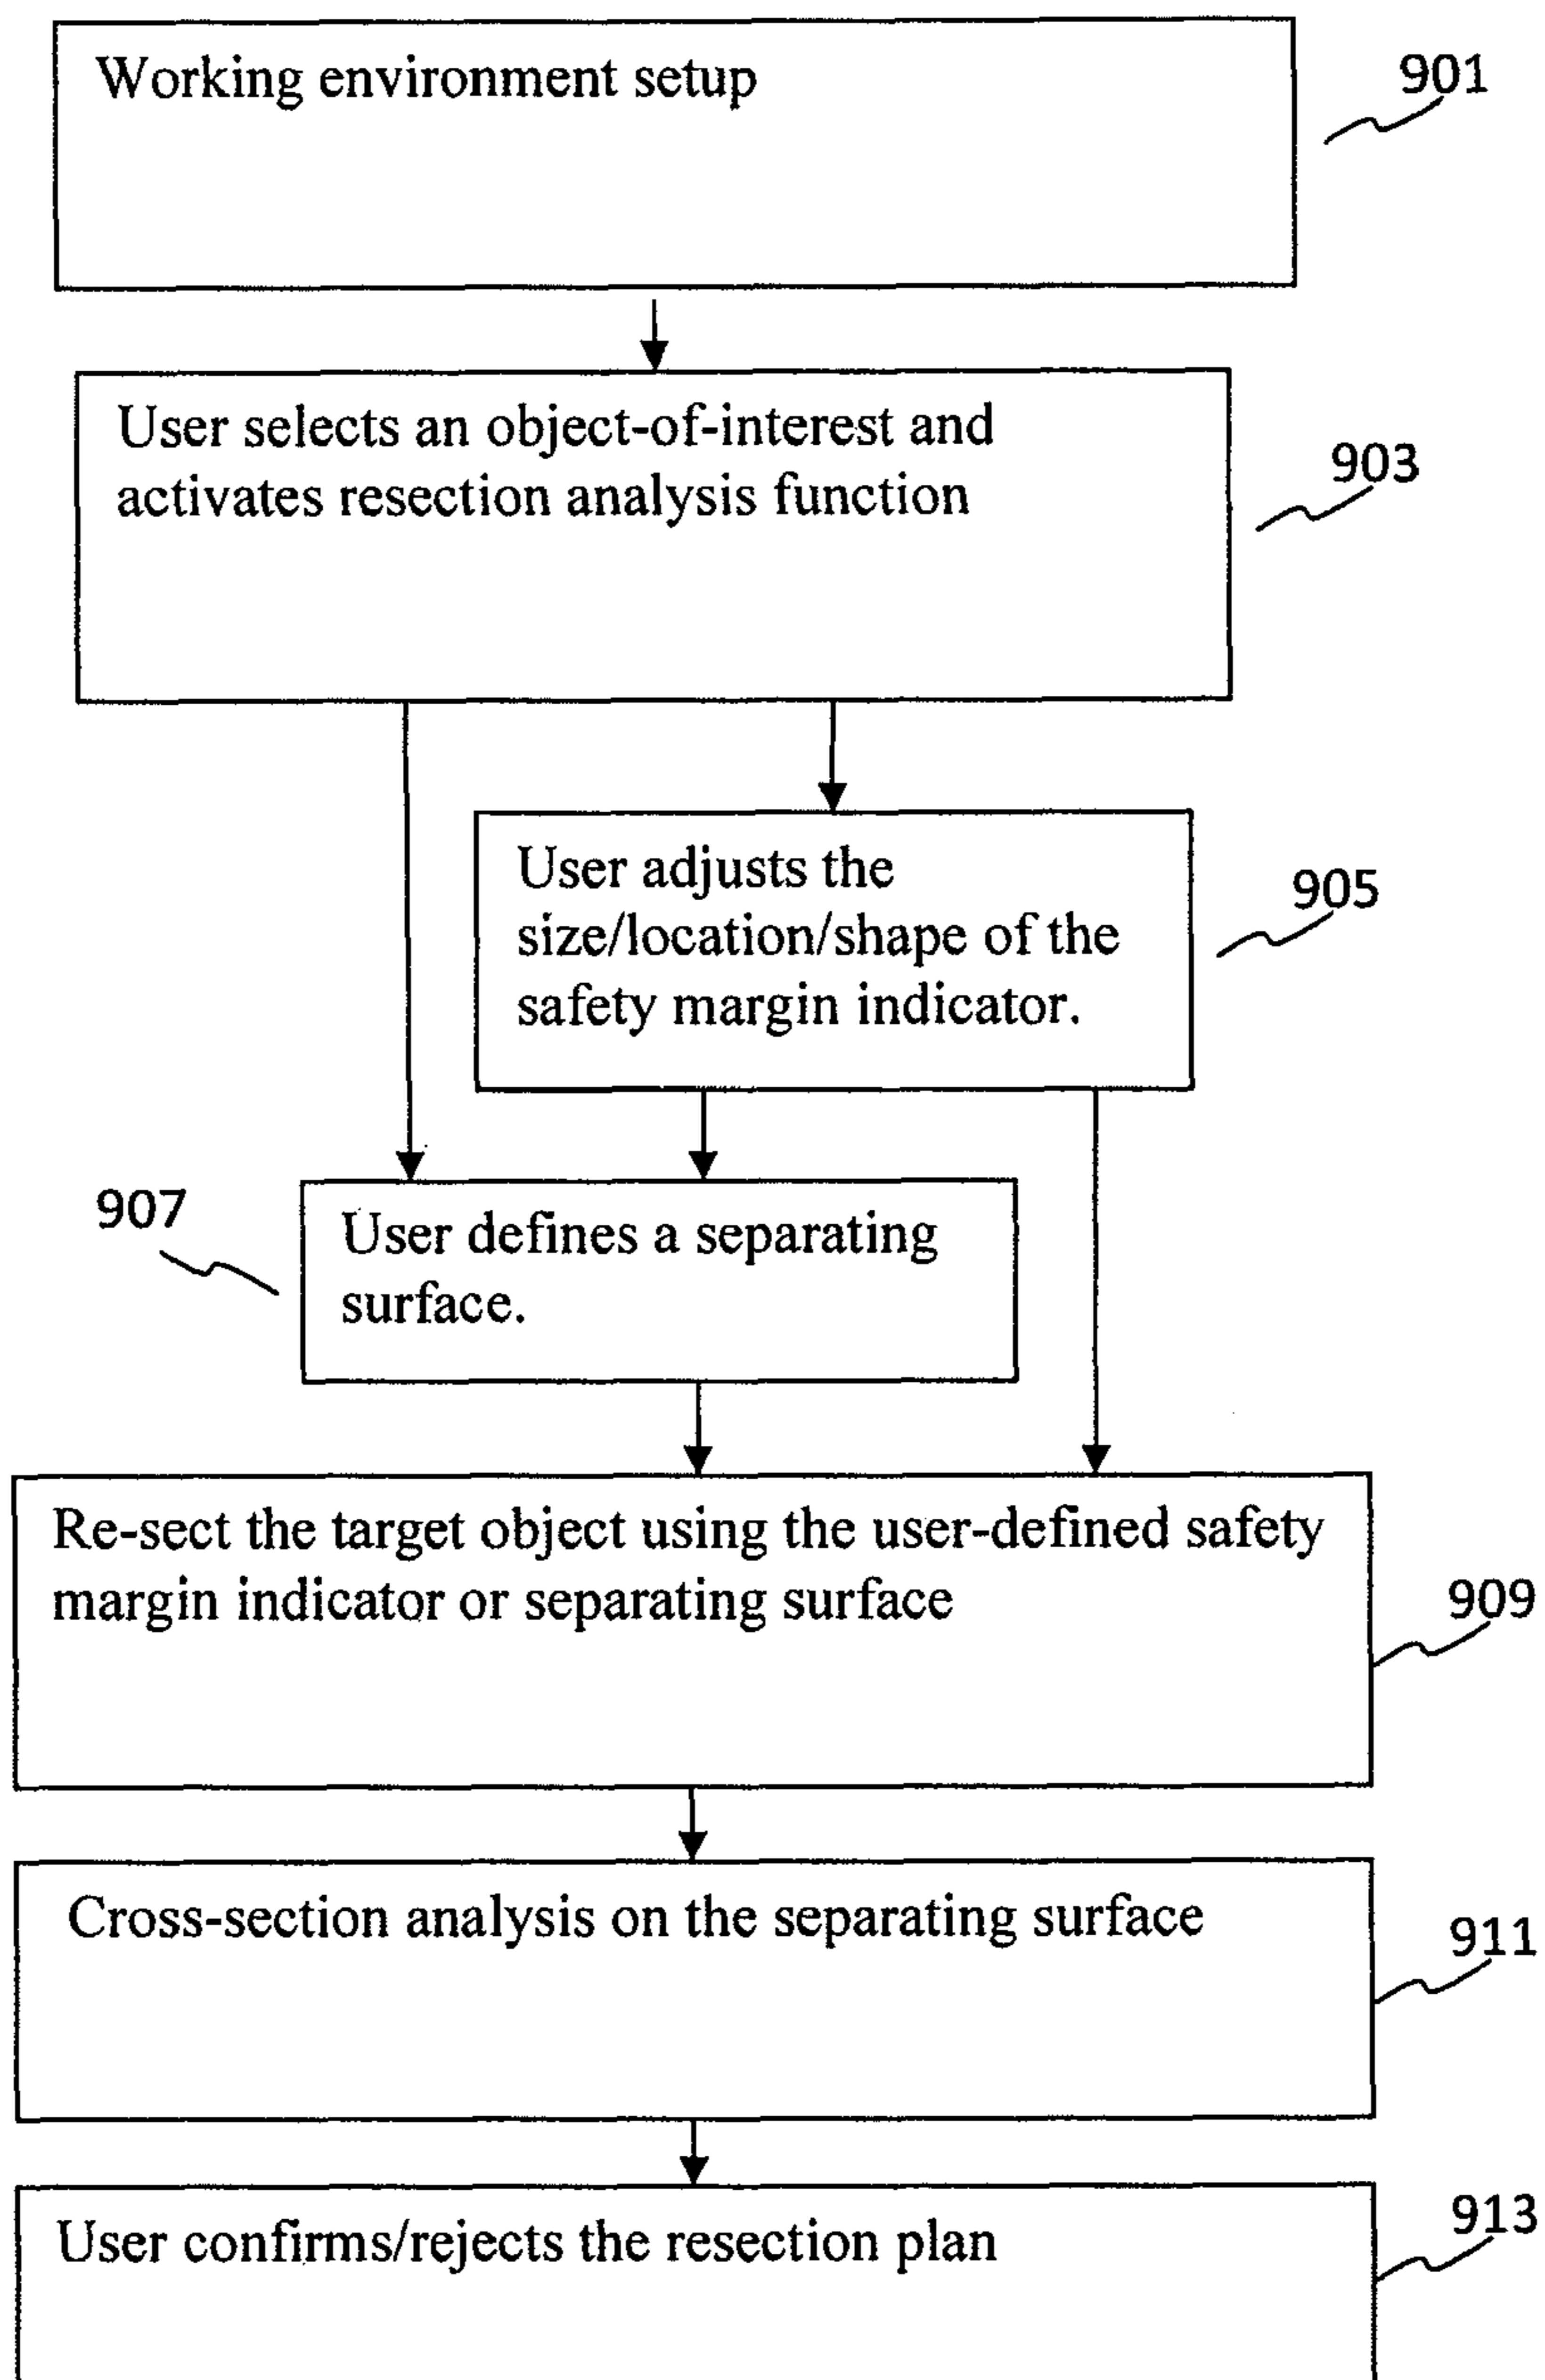 Working environment setup
901
User selects an object-of-interest and
activates resection analysis function
903
User adjusts the
size/location/shape of the
safety margin indicator.
905
907
User defines a separating
surface.
Re-sect the target object using the user-defined safety
margin indicator or separating surface
909
Cross-section analysis on the separating surface
911
User confirms/rejects the resection plan
913